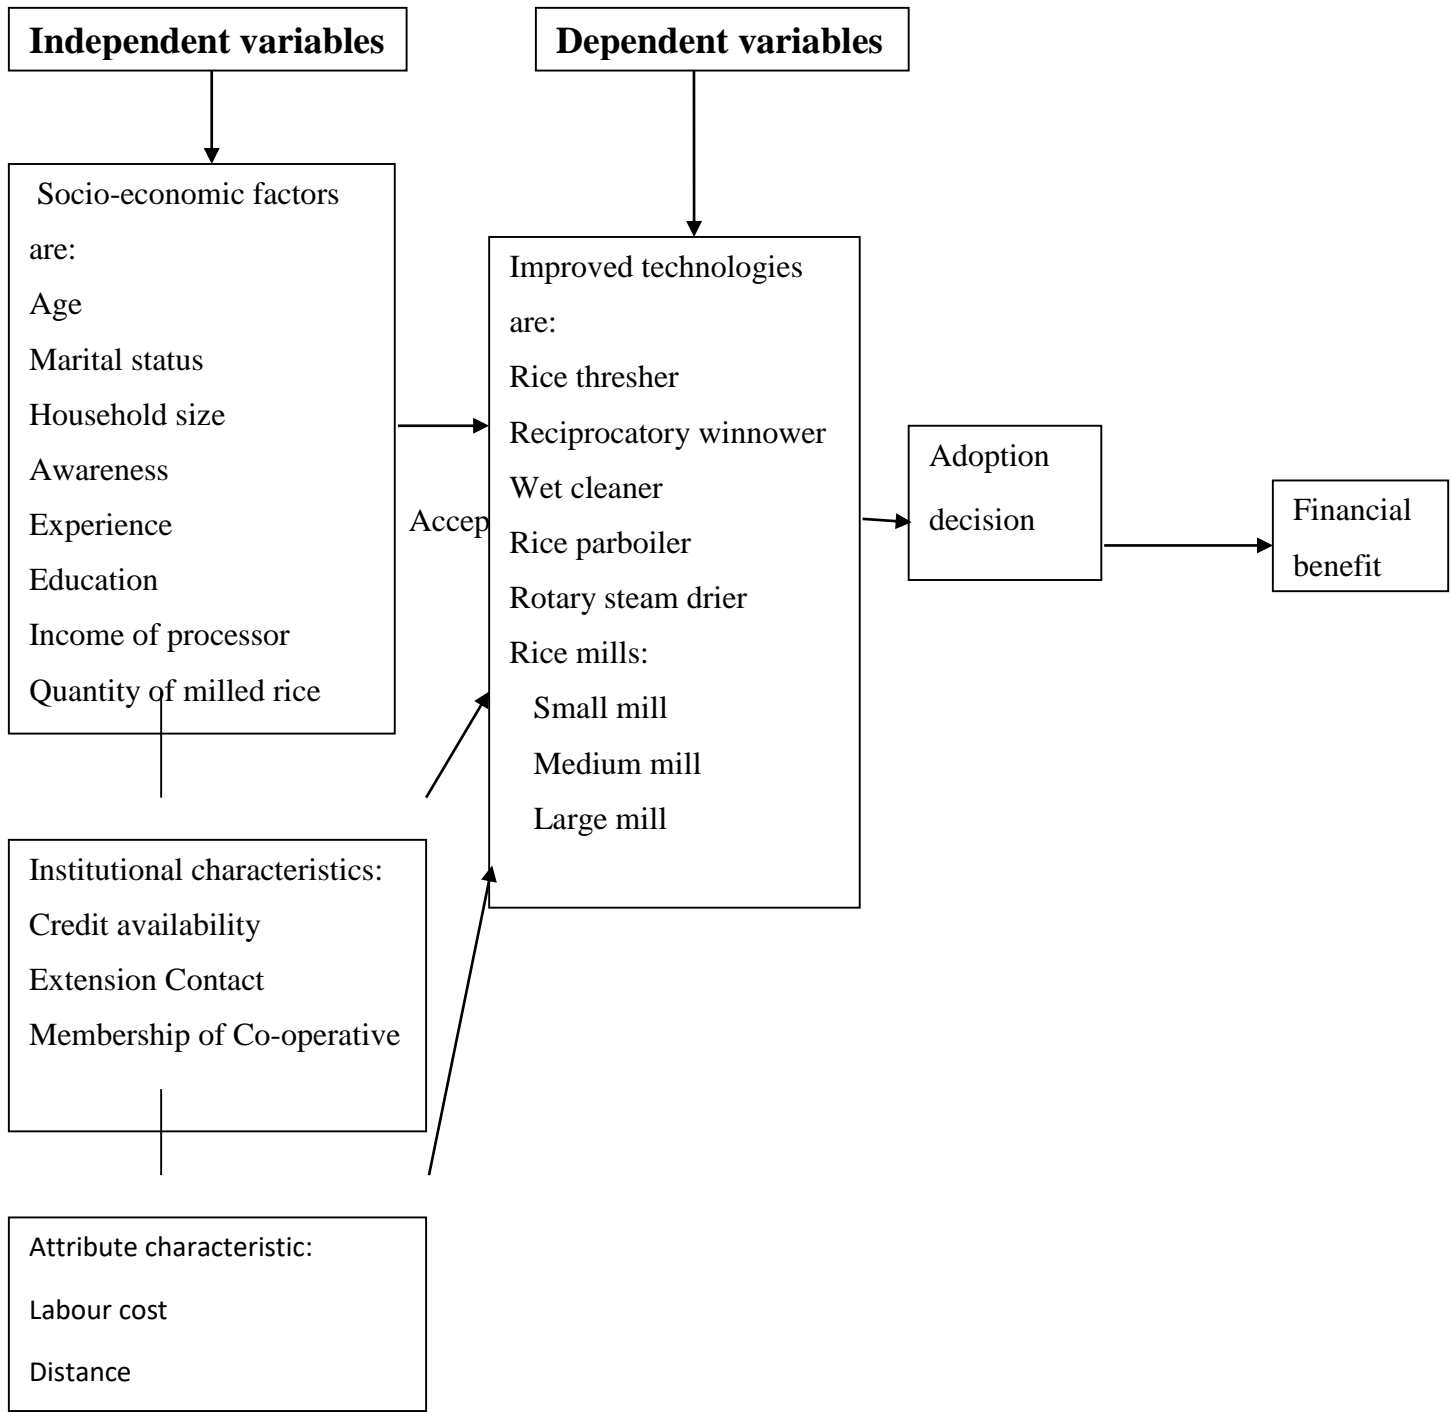 Independent variables
Dependent variables
Socio-economic factors
are:
Age
Marital status
Household size
Awareness
Experience
Education
Income of processor
Quantity of milled rice
Accep
Improved technologies
are:
Rice thresher
Reciprocatory winnower
Wet cleaner
Rice parboiler
Rotary steam drier
Rice mills:
Small mill
Medium mill
Large mill
Adoption
decision
Financial
benefit
Institutional characteristics:
Credit availability
Extension Contact
Membership of Co-operative
Attribute characteristic:
Labour cost
Distance